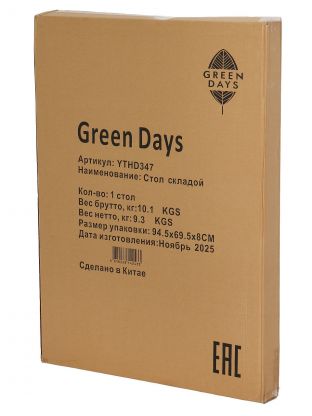 GREEN
DAYS
Green Days
Артикул: YTHD347
Наименование: Стол складой
Кол-во: 1 стол
Вес брутто, кг:10.1 KGS
Вес нетто, кг:9.3 KGS
Размер упаковки: 94.5x69.5x8CM
Дата изготовления:Ноябрь 2025
Сделано в Китае
EAC